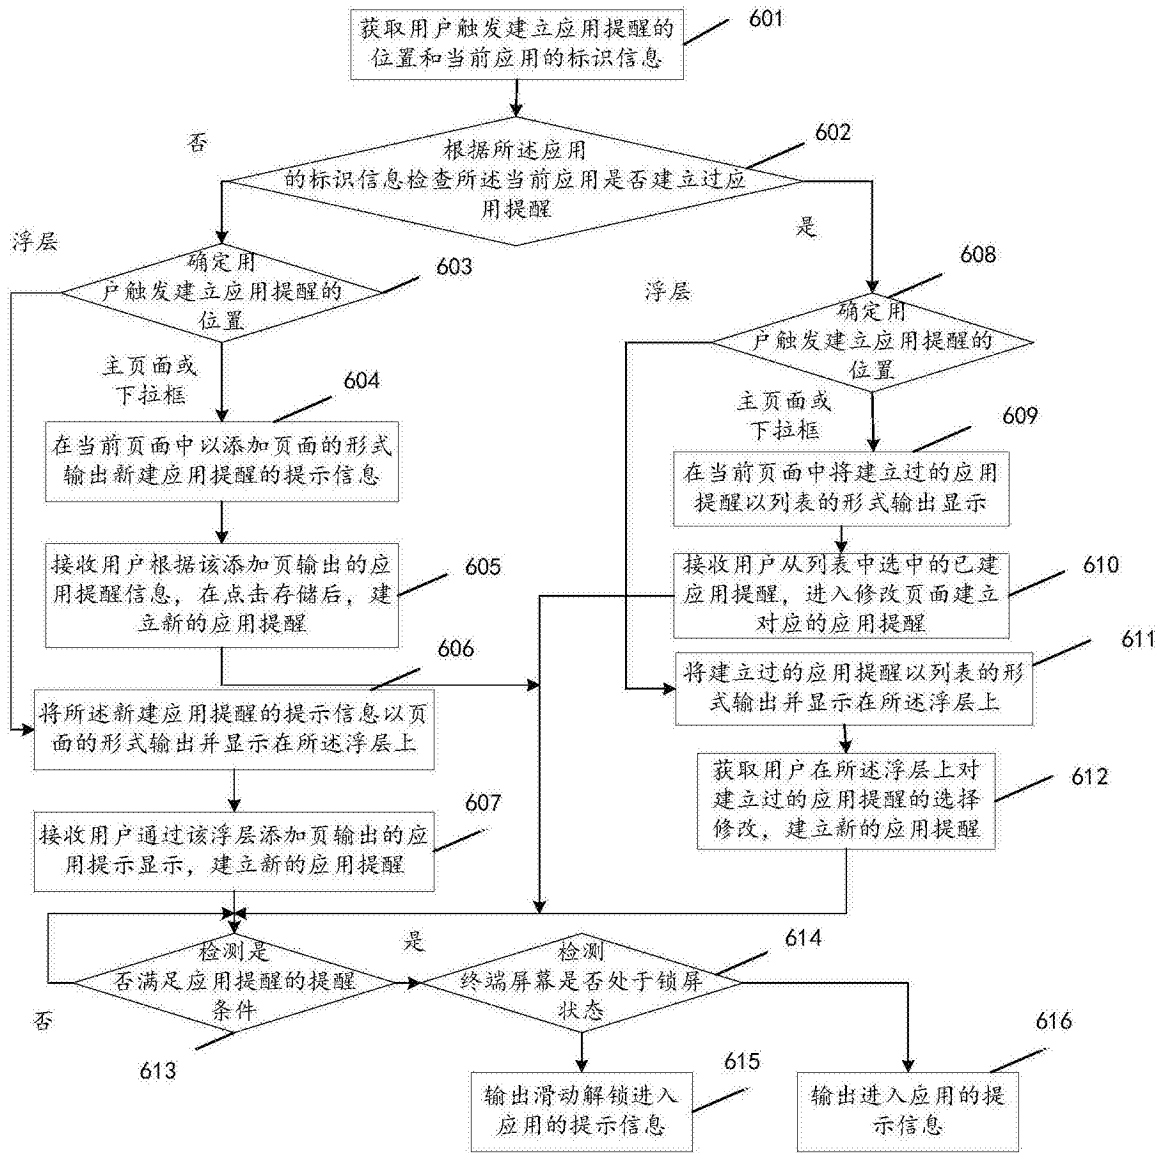 获取用户触发建立应用提醒的
位置和当前应用的标识信息
601
根据所述应用
的标识信息检查所述当前应用是否建立过应
用提醒
602
否
是
浮层
确定用
户触发建立应用提醒的
位置
603
主页面或
下拉框
604
在当前页面中以添加页面的形式
输出新建应用提醒的提示信息
接收用户根据该添加页输出的应
用提醒信息，在点击存储后，建
立新的应用提醒
605
606
将所述新建应用提醒的提示信息以页
面的形式输出并显示在所述浮层上
607
接收用户通过该浮层添加页输出的应
用提示显示，建立新的应用提醒
浮层
608
确定用
户触发建立应用提醒的
位置
主页面或
下拉框
609
在当前页面中将建立过的应用
提醒以列表的形式输出显示
接收用户从列表中选中的已建
应用提醒，进入修改页面建立
对应的应用提醒
610
611
将建立过的应用提醒以列表的形
式输出并显示在所述浮层上
获取用户在所述浮层上对
建立过的应用提醒的选择
修改，建立新的应用提醒
612
检测是
否满足应用提醒的提醒
条件
否
是
613
检测
终端屏幕是否处于锁屏
状态
614
输出滑动解锁进入
应用的提示信息
615
输出进入应用的提
示信息
616